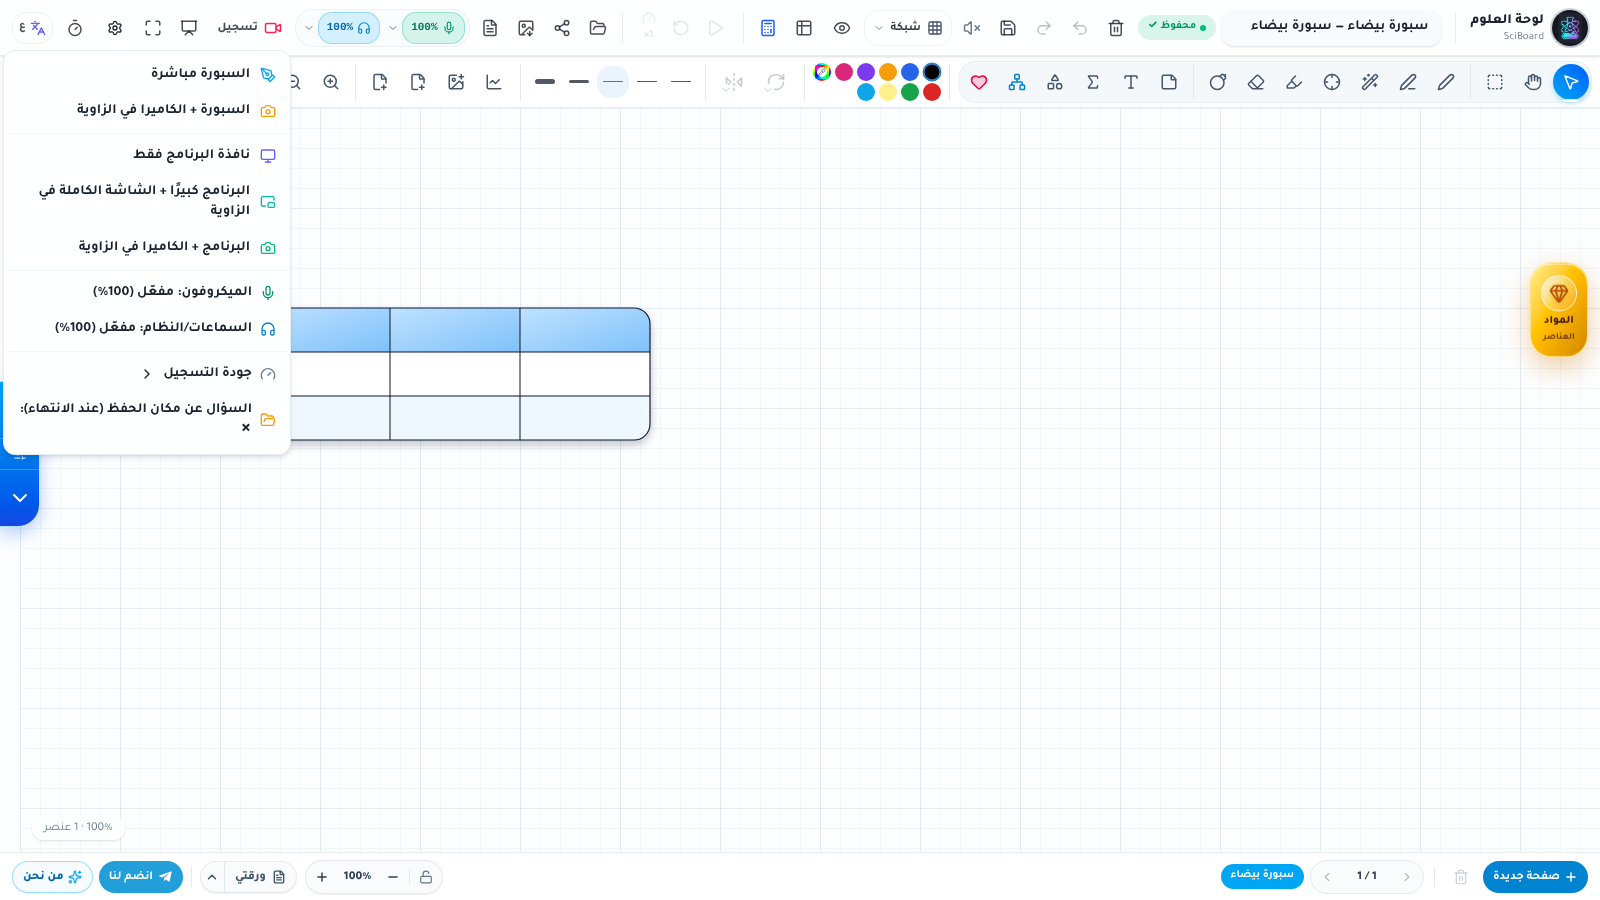 لوحة العلوم
SciBoard
سبورة بيضاء – سبورة بيضاء
محفوظ ✓
شبكة
x1
100%
100%
تسجيل
ع
السبورة مباشرة
السبورة + الكاميرا في الزاوية
نافذة البرنامج فقط
البرنامج كبيرًا + الشاشة الكاملة في
الزاوية
البرنامج + الكاميرا في الزاوية
الميكروفون: مفعّل (100%)
السماعات/النظام: مفعّل (100%)
جودة التسجيل
السؤال عن مكان الحفظ (عند الانتهاء):
×
المواد
العناصر
100% · 1 عنصر
صفحة جديدة
1 / 1
سبورة بيضاء
100%
ورقتي
انضم لنا
من نحن